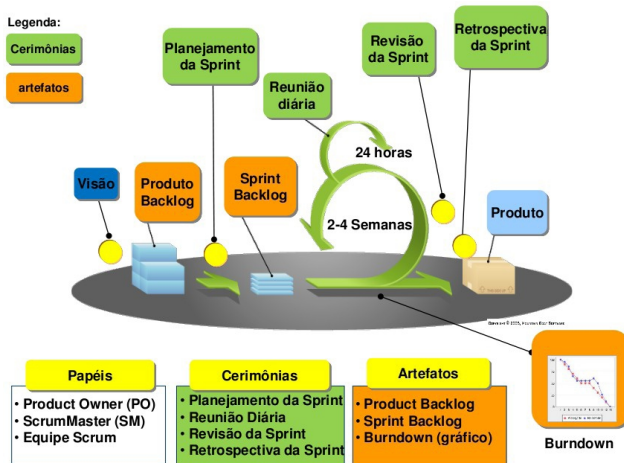 Legenda:
Cerimônias
artefatos
Planejamento
da Sprint
Reunião
diária
Revisão
da Sprint
Retrospectiva
da Sprint
24 horas
Visão
Produto
Backlog
Sprint
Backlog
2-4 Semanas
Produto
Burndown
Papéis
• Product Owner (PO)
• ScrumMaster (SM)
• Equipe Scrum
Cerimônias
• Planejamento da Sprint
• Reunião Diária
• Revisão da Sprint
• Retrospectiva da Sprint
Artefatos
• Product Backlog
• Sprint Backlog
• Burndown (gráfico)